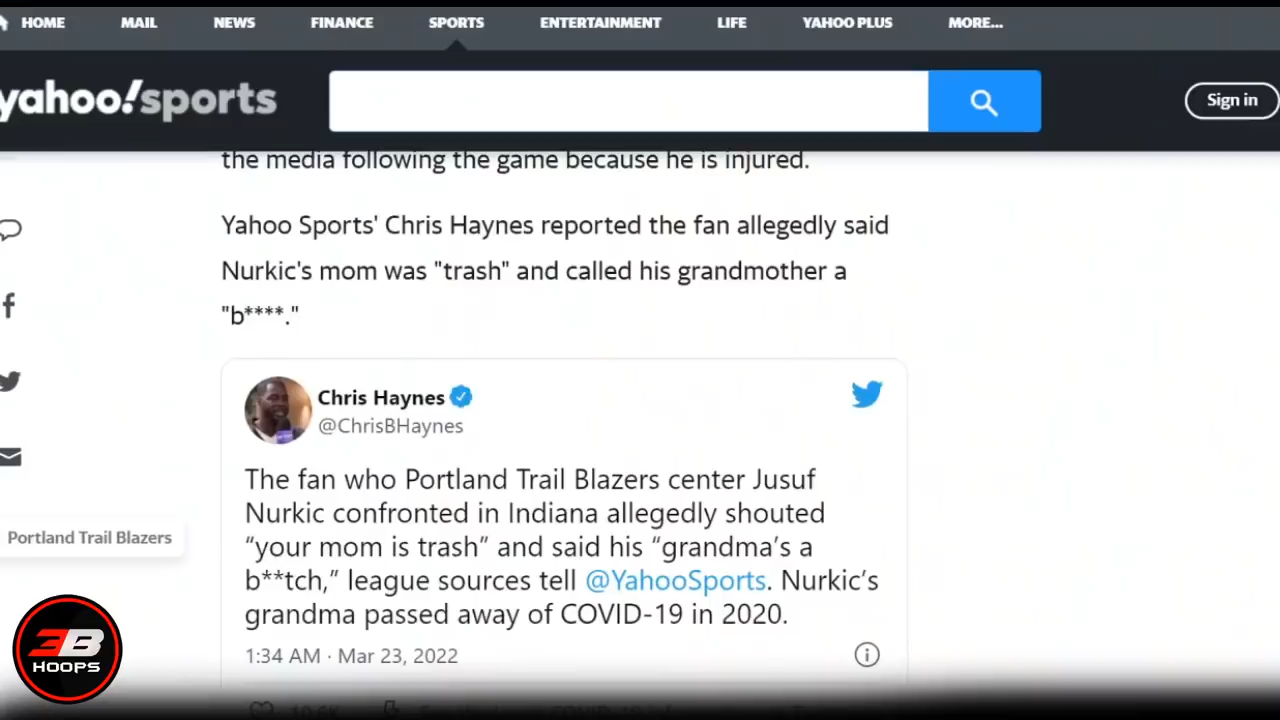 HOME MAIL NEWS FINANCE SPORTS ENTERTAINMENT LIFE YAHOO PLUS MORE...
yahoo!sports
Sign in
the media following the game because he is injured.
Yahoo Sports' Chris Haynes reported the fan allegedly said
Nurkic's mom was "trash" and called his grandmother a
"b****."
Chris Haynes
@ChrisBHaynes
The fan who Portland Trail Blazers center Jusuf
Nurkic confronted in Indiana allegedly shouted
“your mom is trash” and said his “grandma’s a
b**tch,” league sources tell @YahooSports. Nurkic’s
grandma passed away of COVID-19 in 2020.
1:34 AM · Mar 23, 2022
Portland Trail Blazers
3B
HOOPS